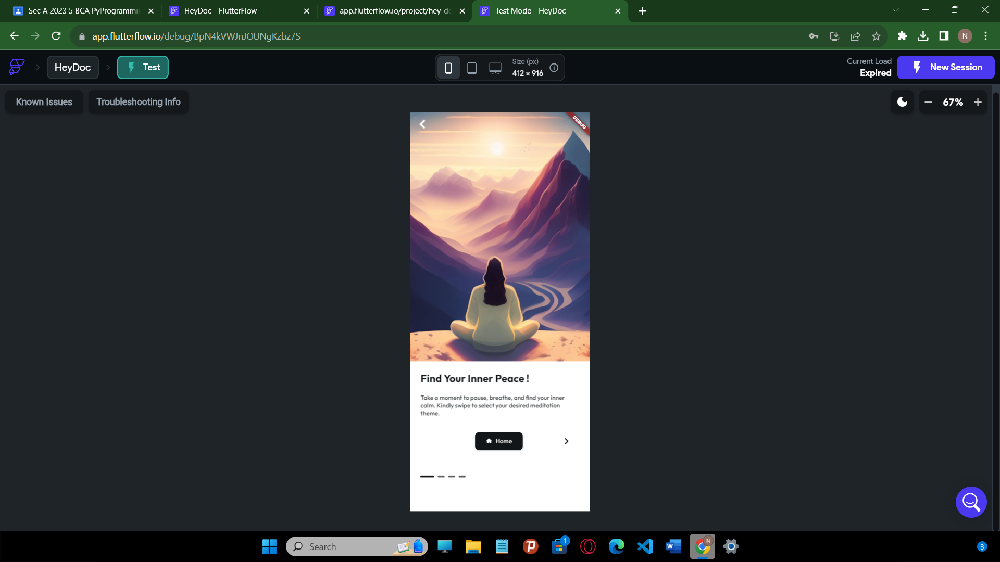 Sec A 2023 5 BCA PyProgrammi
HeyDoc - FlutterFlow
app.flutterflow.io/project/hey-do
Test Mode - HeyDoc
app.flutterflow.io/debug/BpN4kVWJnJOUNgKzbz7S
N
HeyDoc
Test
Size (px)
412 × 916
Current Load
Expired
New Session
Known Issues
Troubleshooting Info
67%
DEBUG
Find Your Inner Peace !
Take a moment to pause, breathe, and find your inner
calm. Kindly swipe to select your desired meditation
theme.
Home
Search
1
W
N
3